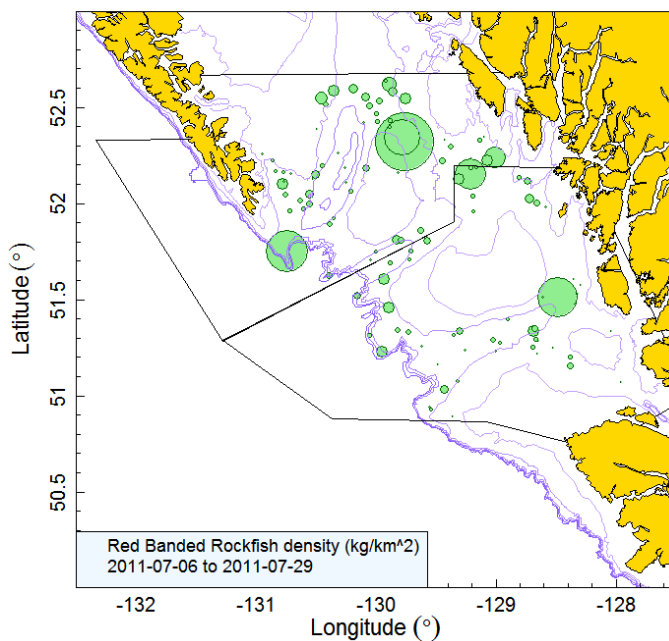 52.5
52
51.5
51
50.5
Latitude (°)
Red Banded Rockfish density (kg/km^2)
2011-07-06 to 2011-07-29
-132 -131 -130 -129 -128
Longitude (°)